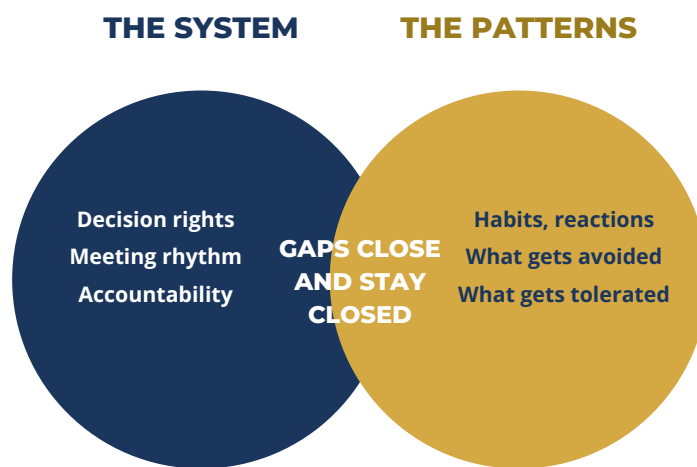 THE SYSTEM
THE PATTERNS
Decision rights
Meeting rhythm
Accountability
GAPS CLOSE
AND STAY
CLOSED
Habits, reactions
What gets avoided
What gets tolerated